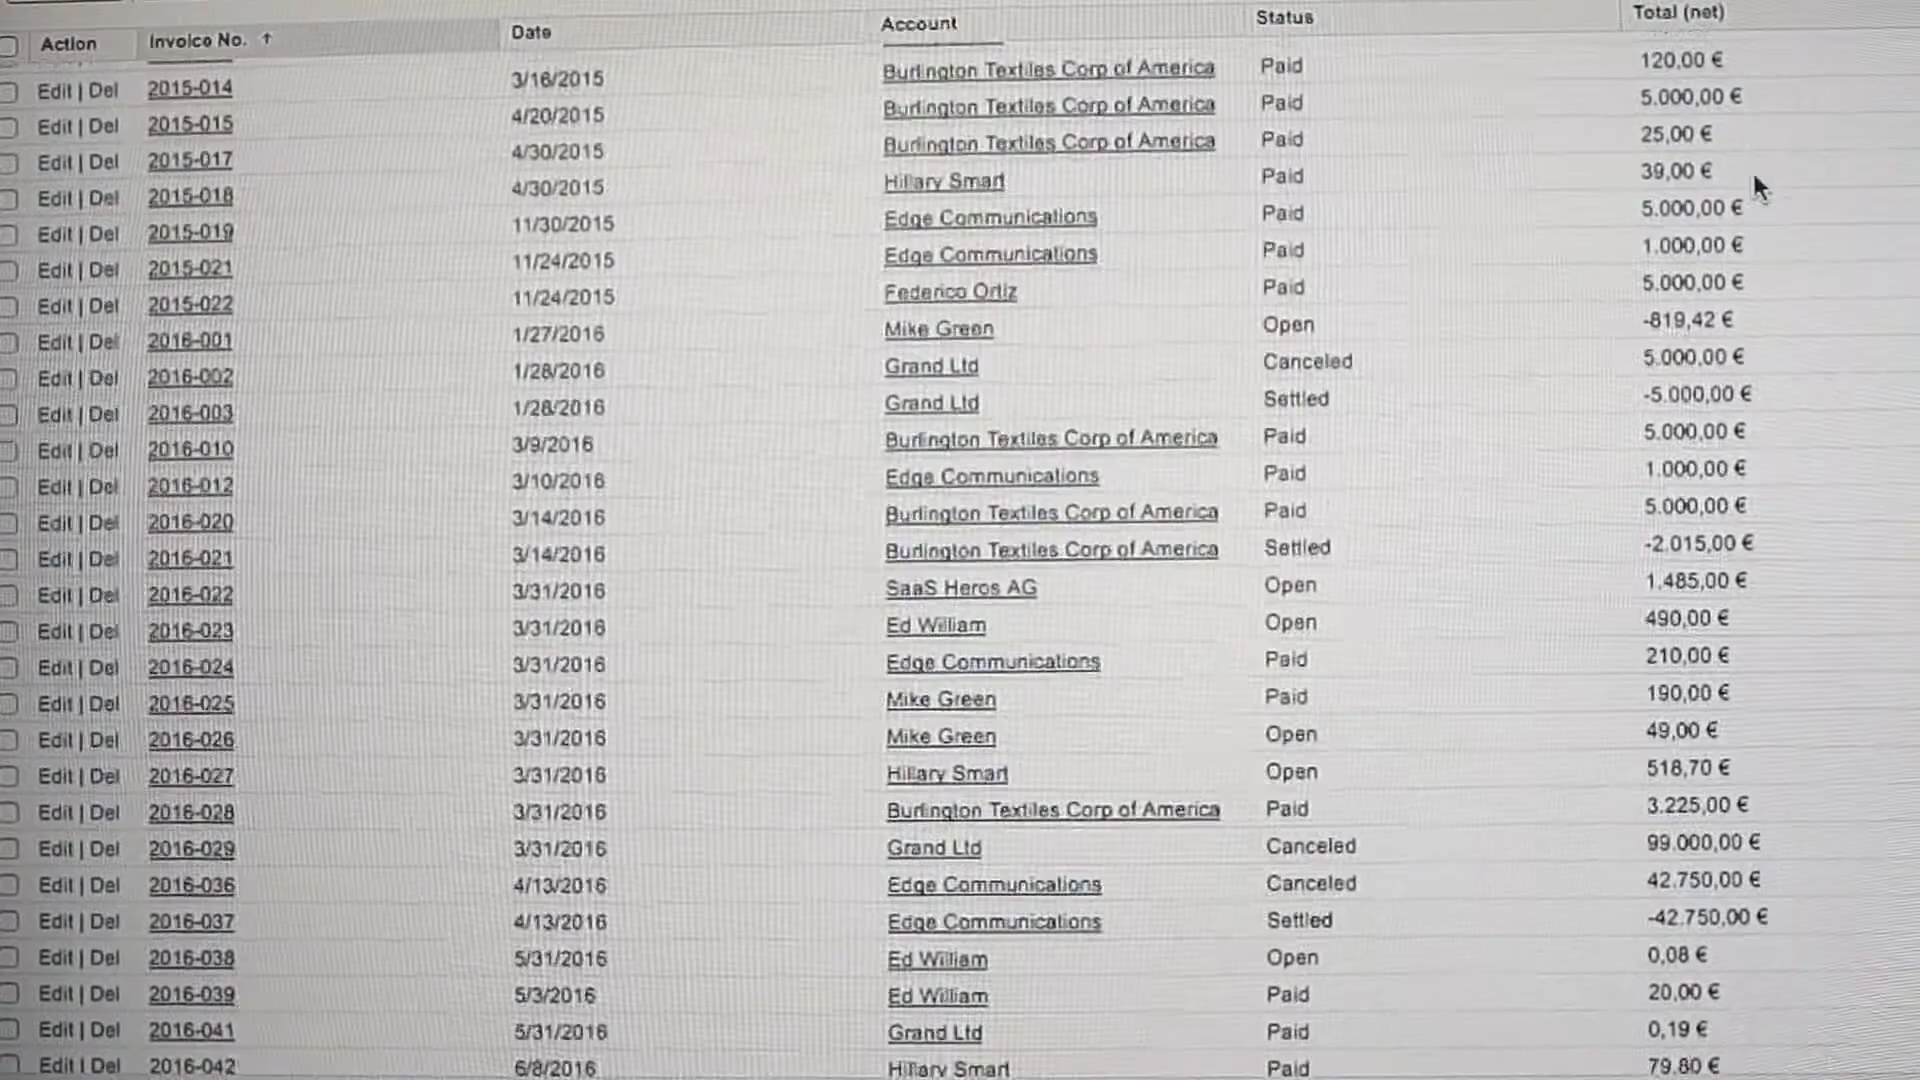 Action Invoice No. ↑ Date Account Status Total (net)
Edit | Del 2015-014 3/16/2015 Burlington Textiles Corp of America Paid 120,00 €
Edit | Del 2015-015 4/20/2015 Burlington Textiles Corp of America Paid 5.000,00 €
Edit | Del 2015-017 4/30/2015 Burlington Textiles Corp of America Paid 25,00 €
Edit | Del 2015-018 4/30/2015 Hillary Smart Paid 39,00 €
Edit | Del 2015-019 11/30/2015 Edge Communications Paid 5.000,00 €
Edit | Del 2015-021 11/24/2015 Edge Communications Paid 1.000,00 €
Edit | Del 2015-022 11/24/2015 Federico Ortiz Paid 5.000,00 €
Edit | Del 2016-001 1/27/2016 Mike Green Open -819,42 €
Edit | Del 2016-002 1/28/2016 Grand Ltd Canceled 5.000,00 €
Edit | Del 2016-003 1/28/2016 Grand Ltd Settled -5.000,00 €
Edit | Del 2016-010 3/9/2016 Burlington Textiles Corp of America Paid 5.000,00 €
Edit | Del 2016-012 3/10/2016 Edge Communications Paid 1.000,00 €
Edit | Del 2016-020 3/14/2016 Burlington Textiles Corp of America Paid 5.000,00 €
Edit | Del 2016-021 3/14/2016 Burlington Textiles Corp of America Settled -2.015,00 €
Edit | Del 2016-022 3/31/2016 SaaS Heros AG Open 1.485,00 €
Edit | Del 2016-023 3/31/2016 Ed William Open 490,00 €
Edit | Del 2016-024 3/31/2016 Edge Communications Paid 210,00 €
Edit | Del 2016-025 3/31/2016 Mike Green Paid 190,00 €
Edit | Del 2016-026 3/31/2016 Mike Green Open 49,00 €
Edit | Del 2016-027 3/31/2016 Hillary Smart Open 518,70 €
Edit | Del 2016-028 3/31/2016 Burlington Textiles Corp of America Paid 3.225,00 €
Edit | Del 2016-029 3/31/2016 Grand Ltd Canceled 99.000,00 €
Edit | Del 2016-036 4/13/2016 Edge Communications Canceled 42.750,00 €
Edit | Del 2016-037 4/13/2016 Edge Communications Settled -42.750,00 €
Edit | Del 2016-038 5/31/2016 Ed William Open 0,08 €
Edit | Del 2016-039 5/3/2016 Ed William Paid 20,00 €
Edit | Del 2016-041 5/31/2016 Grand Ltd Paid 0,19 €
Edit | Del 2016-042 6/8/2016 Hillary Smart Paid 79,80 €